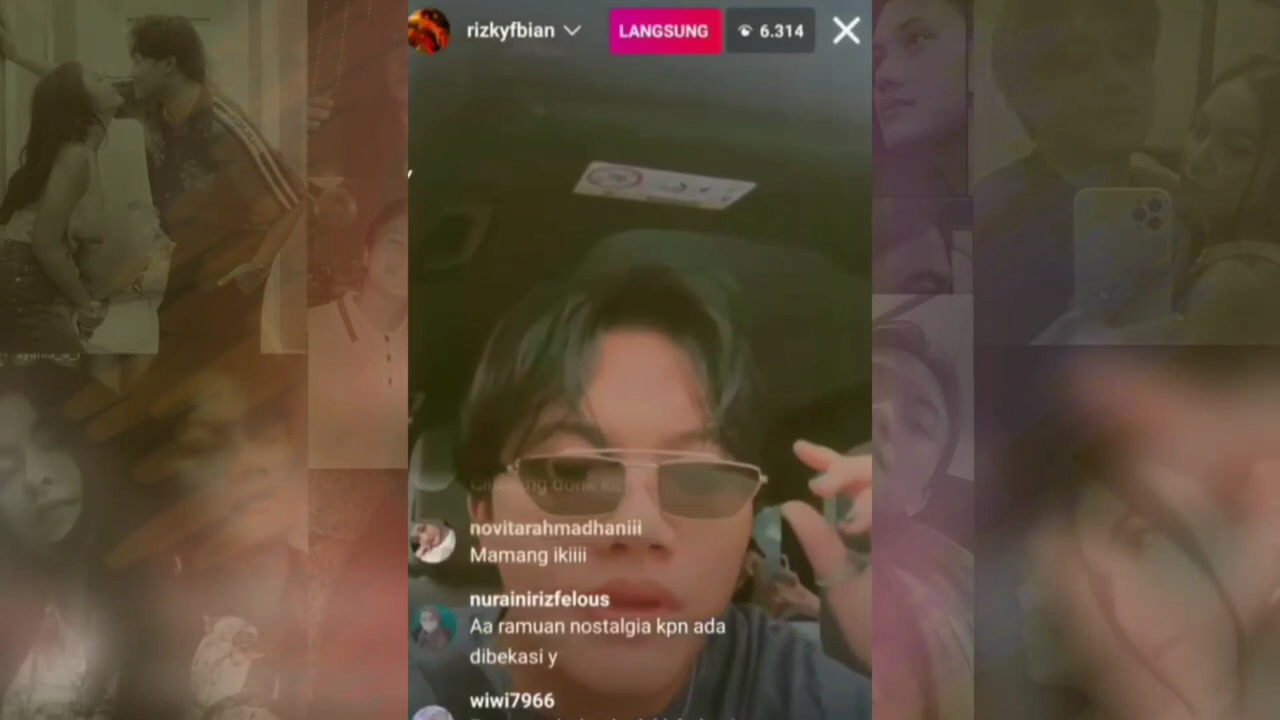 rizkyfbian
LANGSUNG
6.314
novitarahmadhaniii
Mamang ikiiii
nurainirizfelous
Aa ramuan nostalgia kpn ada
dibekasi y
wiwi7966